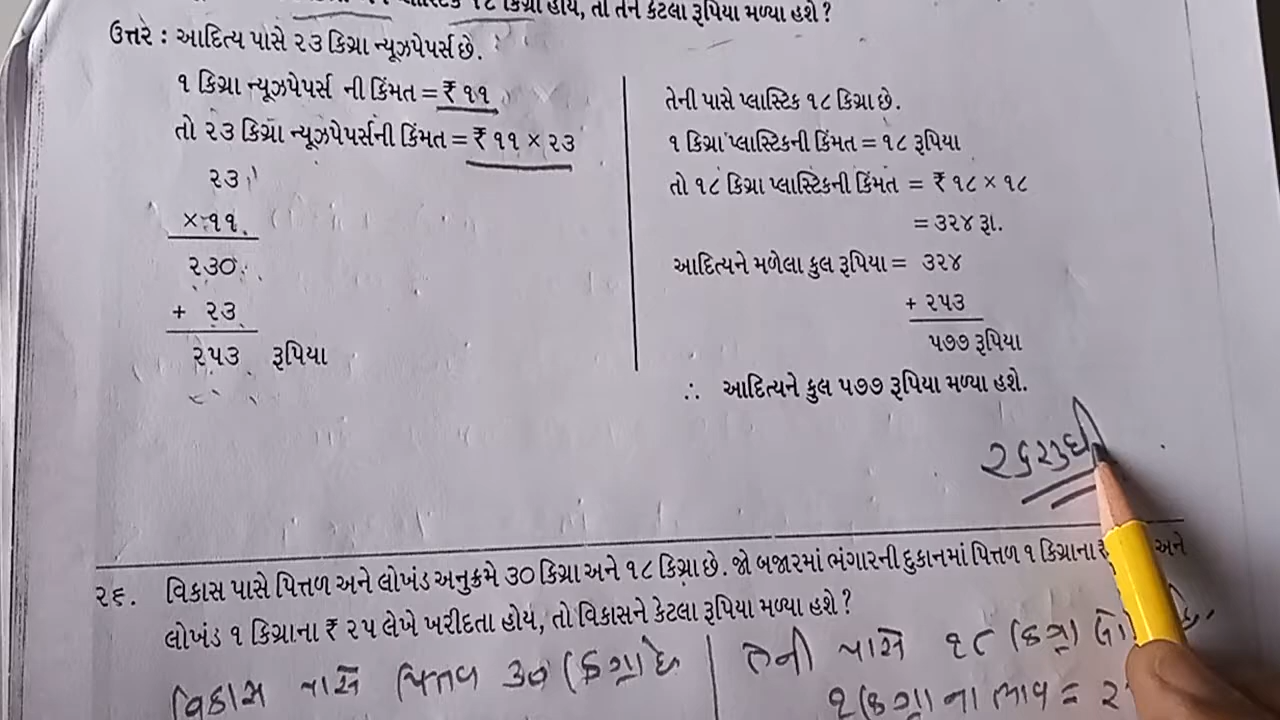 પ્લાસ્ટિક ૧૮ કિગ્રા હોય, તો તેને કેટલા રૂપિયા મળ્યા હશે ?
ઉત્તર : આદિત્ય પાસે ૨૩ કિગ્રા ન્યૂઝપેપર્સ છે.
૧ કિગ્રા ન્યૂઝપેપર્સ ની કિંમત = ₹ ૧૧
તો ૨૩ કિગ્રા ન્યૂઝપેપર્સની કિંમત = ₹ ૧૧ × ૨૩
૨૩
× ૧૧
૨૩૦
+ ૨૩
૨૫૩ રૂપિયા
તેની પાસે પ્લાસ્ટિક ૧૮ કિગ્રા છે.
૧ કિગ્રા પ્લાસ્ટિકની કિંમત = ૧૮ રૂપિયા
તો ૧૮ કિગ્રા પ્લાસ્ટિકની કિંમત = ₹ ૧૮ × ૧૮
= ૩૨૪ રૂા.
આદિત્યને મળેલા કુલ રૂપિયા = ૩૨૪
+ ૨૫૩
૫૭૭ રૂપિયા
∴ આદિત્યને કુલ ૫૭૭ રૂપિયા મળ્યા હશે.
૨૬. વિકાસ પાસે પિત્તળ અને લોખંડ અનુક્રમે ૩૦ કિગ્રા અને ૧૮ કિગ્રા છે. જો બજારમાં ભંગારની દુકાનમાં પિત્તળ ૧ કિગ્રાના અને
લોખંડ ૧ કિગ્રાના ₹ ૨૫ લેખે ખરીદતા હોય, તો વિકાસને કેટલા રૂપિયા મળ્યા હશે ?
વિકાસ પાસે પિત્તળ ૩૦ કિગ્રા છે
તેની પાસે ૧૮ કિગ્રા
૧ કિગ્રા ના ભાવ =